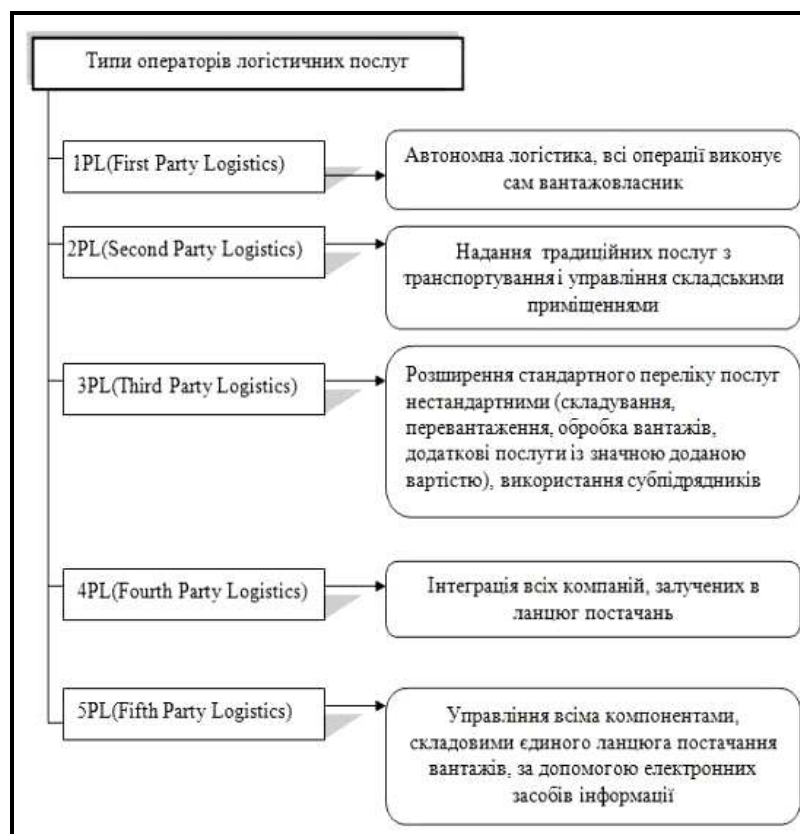 Типи операторів логістичних послуг
1PL(First Party Logistics)
Автономна логістика, всі операції виконує
сам вантажовласник
2PL(Second Party Logistics)
Надання традиційних послуг з
транспортування і управління складськими
приміщеннями
3PL(Third Party Logistics)
Розширення стандартного переліку послуг
нестандартними (складування,
перевантаження, обробка вантажів,
додаткові послуги із значною доданою
вартістю), використання субпідрядників
4PL(Fourth Party Logistics)
Інтеграція всіх компаній, залучених в
ланцюг постачань
5PL(Fifth Party Logistics)
Управління всіма компонентами,
складовими єдиного ланцюга постачання
вантажів, за допомогою електронних
засобів інформації